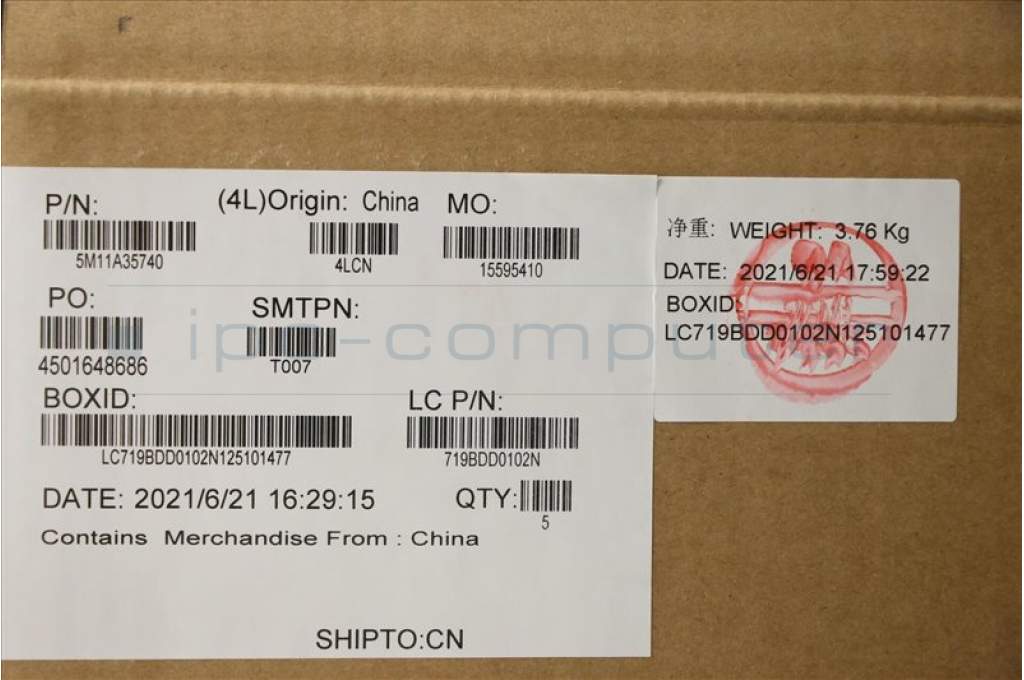 P/N:
5M11A35740
(4L)Origin: China
4LCN
MO:
15595410
PO:
4501648686
SMTPN:
T007
BOXID:
LC719BDD0102N125101477
LC P/N:
719BDD0102N
DATE: 2021/6/21 16:29:15
QTY:
5
Contains Merchandise From : China
SHIPTO:CN
净重: WEIGHT: 3.76 Kg
DATE: 2021/6/21 17:59:22
BOXID:
LC719BDD0102N125101477